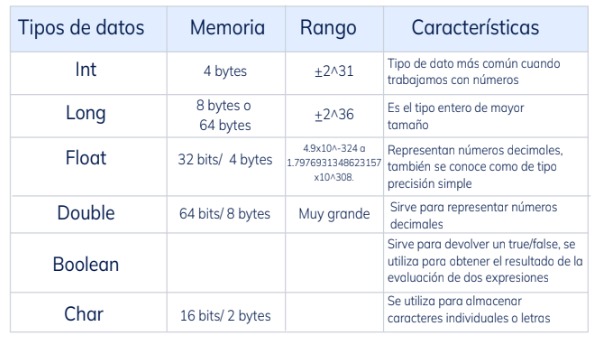 Tipos de datos Memoria Rango Características
Int 4 bytes ±2^31 Tipo de dato más común cuando
trabajamos con números
Long 8 bytes o
64 bytes ±2^36 Es el tipo entero de mayor
tamaño
Float 32 bits/ 4 bytes 4.9x10^-324 a
1.7976931348623157
x10^308. Representan números decimales,
también se conoce como de tipo
precisión simple
Double 64 bits/ 8 bytes Muy grande Sirve para representar números
decimales
Boolean Sirve para devolver un true/false, se
utiliza para obtener el resultado de la
evaluación de dos expresiones
Char 16 bits/ 2 bytes Se utiliza para almacenar
caracteres individuales o letras